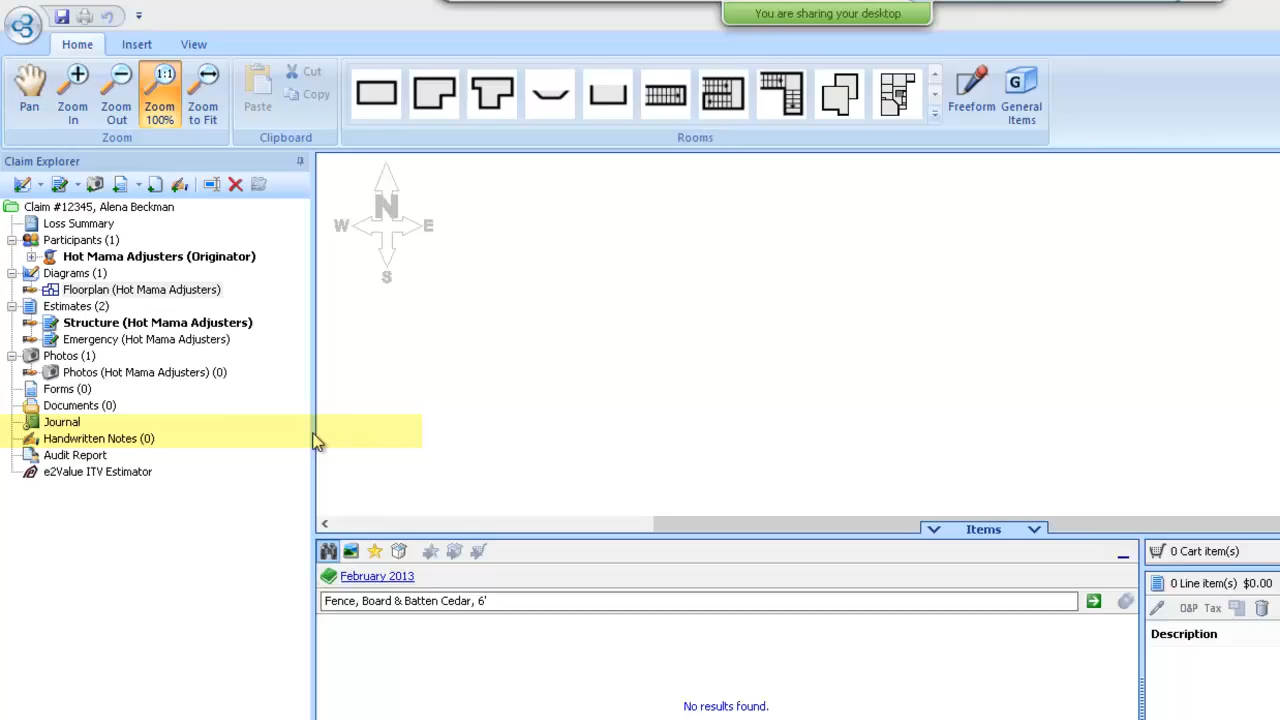 You are sharing your desktop
Home Insert View
Pan
Zoom In
Zoom Out
1:1
Zoom 100%
Zoom to Fit
Paste
Cut
Copy
Freeform
G
General Items
Zoom Clipboard Rooms
Claim Explorer
Claim #12345, Alena Beckman
Loss Summary
Participants (1)
Hot Mama Adjusters (Originator)
Diagrams (1)
Floorplan (Hot Mama Adjusters)
Estimates (2)
Structure (Hot Mama Adjusters)
Emergency (Hot Mama Adjusters)
Photos (1)
Photos (Hot Mama Adjusters) (0)
Forms (0)
Documents (0)
Journal
Handwritten Notes (0)
Audit Report
e2Value ITV Estimator
N
W E
S
Items
0 Cart item(s)
February 2013
0 Line item(s) $0.00
Fence, Board & Batten Cedar, 6'
O&P Tax
Description
No results found.